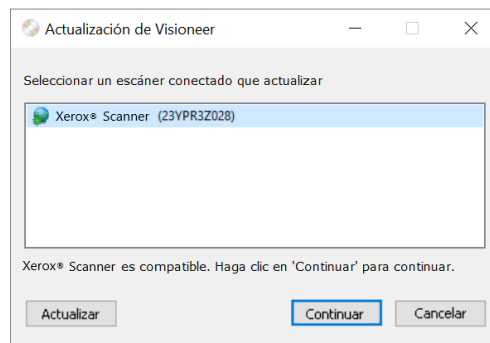 Actualización de Visioneer
Seleccionar un escáner conectado que actualizar
Xerox® Scanner (23YPR3Z028)
Xerox® Scanner es compatible. Haga clic en 'Continuar' para continuar.
Actualizar Continuar Cancelar